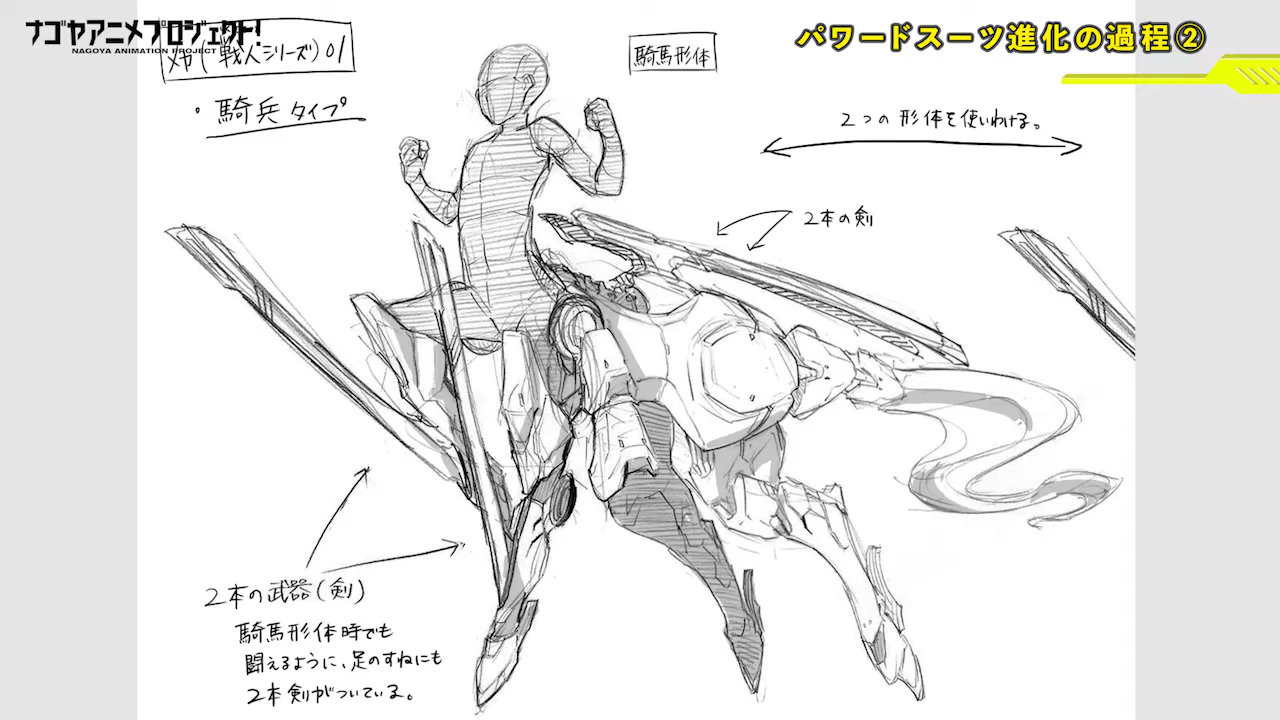 ナゴヤアニメプロジェクト!
NAGOYA ANIMATION PROJECT
パワードスーツ進化の過程②
(戦人シリーズ)01
・騎兵タイプ
騎馬形体
2つの形体を使いわける。
2本の剣
2本の武器(剣)
騎馬形体時でも
闘えるように、足のすねにも
2本剣がついている。